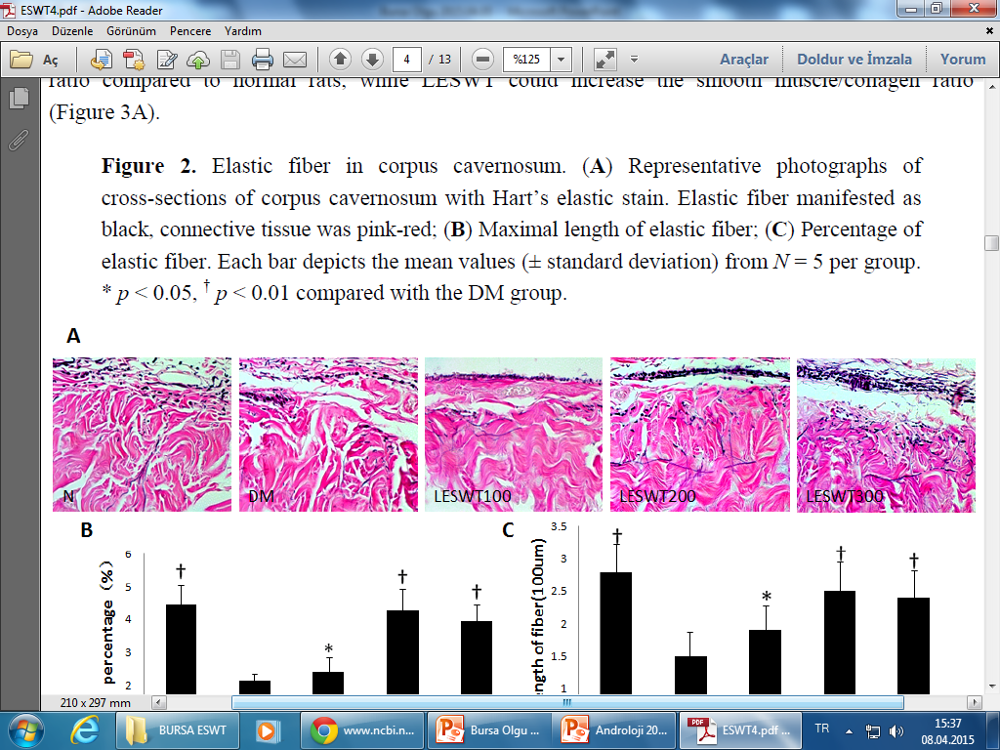 ESWT4.pdf - Adobe Reader
Dosya Düzenle Görünüm Pencere Yardım
Aç 4 / 13 %125 Araçlar Doldur ve İmzala Yorum
ratio compared to normal rats, while LESWT could increase the smooth muscle/collagen ratio
(Figure 3A).
Figure 2. Elastic fiber in corpus cavernosum. (A) Representative photographs of
cross-sections of corpus cavernosum with Hart's elastic stain. Elastic fiber manifested as
black, connective tissue was pink-red; (B) Maximal length of elastic fiber; (C) Percentage of
elastic fiber. Each bar depicts the mean values (± standard deviation) from N = 5 per group.
* p < 0.05, † p < 0.01 compared with the DM group.
A
N DM LESWT100 LESWT200 LESWT300
B
percentage (%)
6
5
4
3
2
† * † †
C
ngth of fiber(100um)
3.5
3
2.5
2
1.5
1
† * † †
210 x 297 mm
BURSA ESWT www.ncbi.n... Bursa Olgu ... Androloji 20... ESWT4.pdf ... TR 15:37
08.04.2015